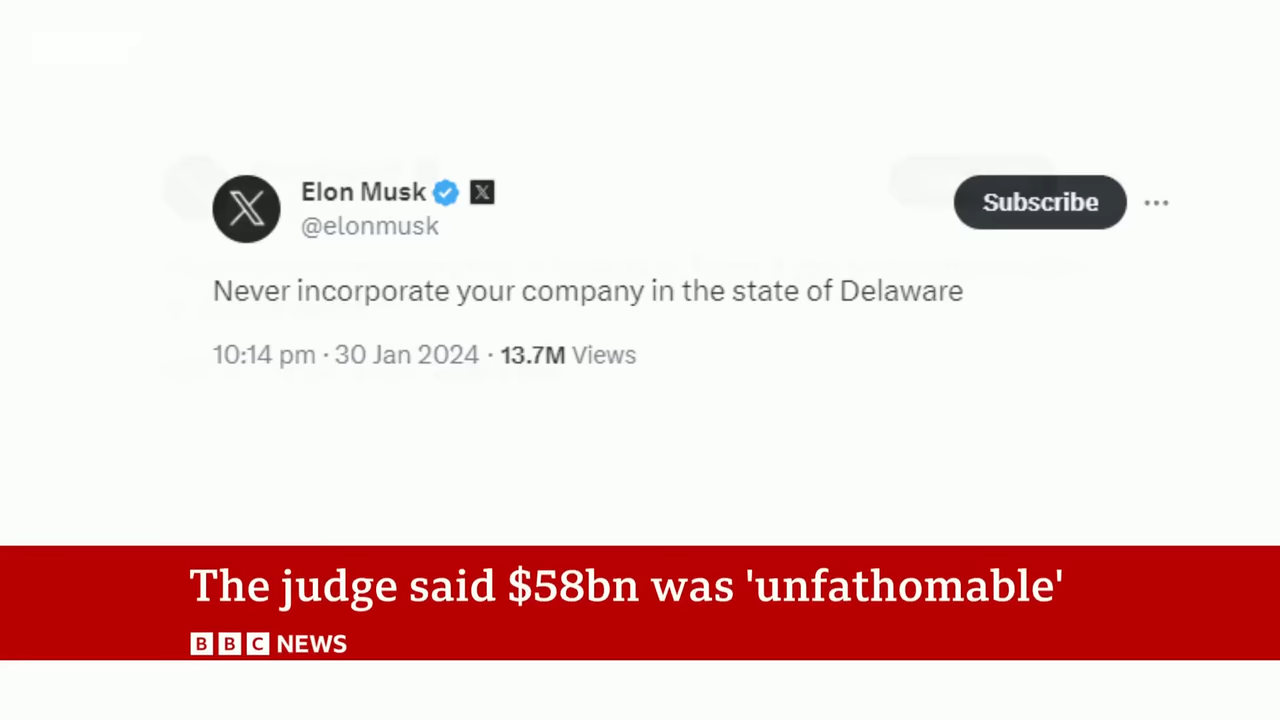 Elon Musk
@elonmusk
Subscribe
Never incorporate your company in the state of Delaware
10:14 pm · 30 Jan 2024 · 13.7M Views
The judge said $58bn was 'unfathomable'
BBC NEWS